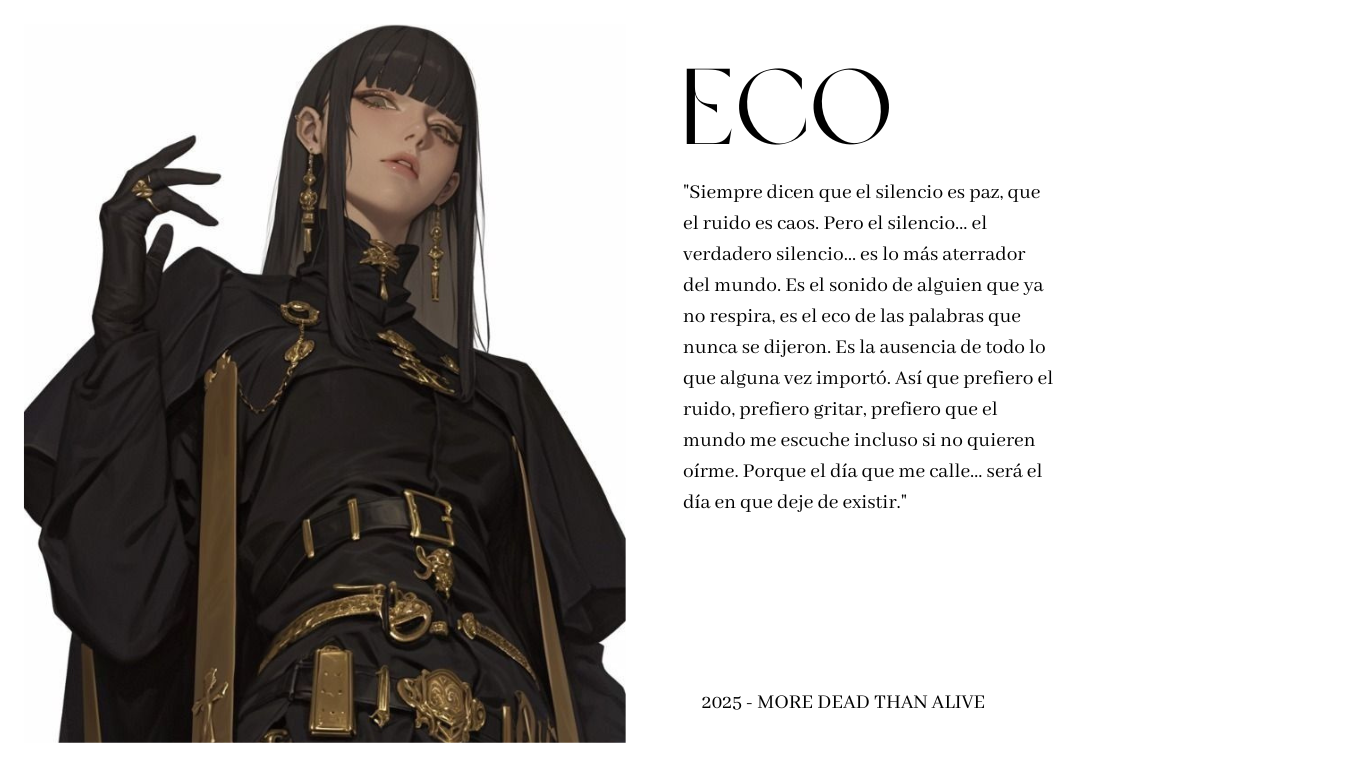 ECO
"Siempre dicen que el silencio es paz, que
el ruido es caos. Pero el silencio... el
verdadero silencio... es lo más aterrador
del mundo. Es el sonido de alguien que ya
no respira, es el eco de las palabras que
nunca se dijeron. Es la ausencia de todo lo
que alguna vez importó. Así que prefiero el
ruido, prefiero gritar, prefiero que el
mundo me escuche incluso si no quieren
oírme. Porque el día que me calle... será el
día en que deje de existir."
2025 - MORE DEAD THAN ALIVE